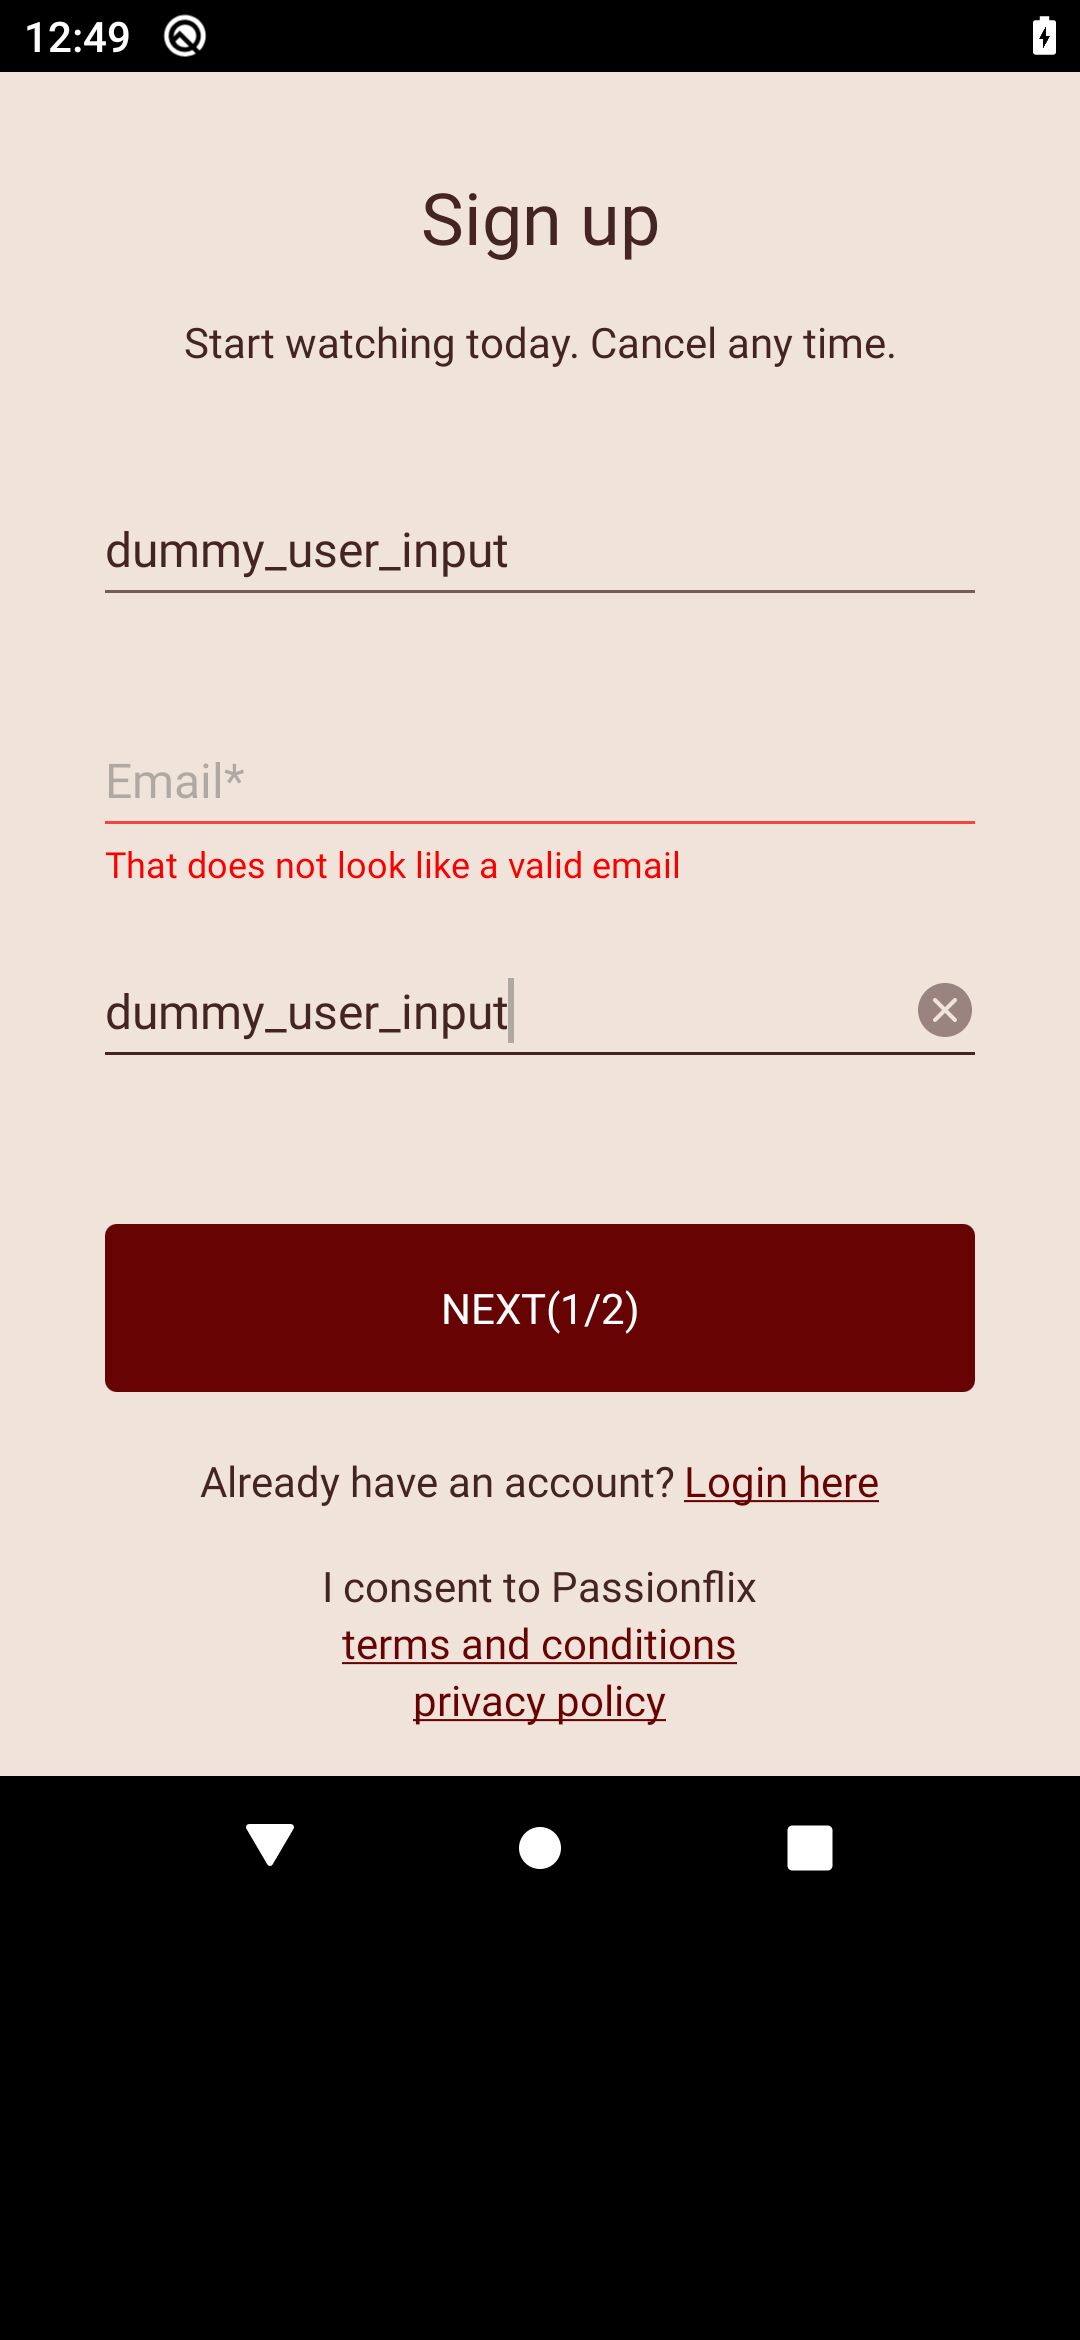 12:49
Sign up
Start watching today. Cancel any time.
dummy_user_input
Email*
That does not look like a valid email
dummy_user_input
NEXT(1/2)
Already have an account? Login here
I consent to Passionflix
terms and conditions
privacy policy